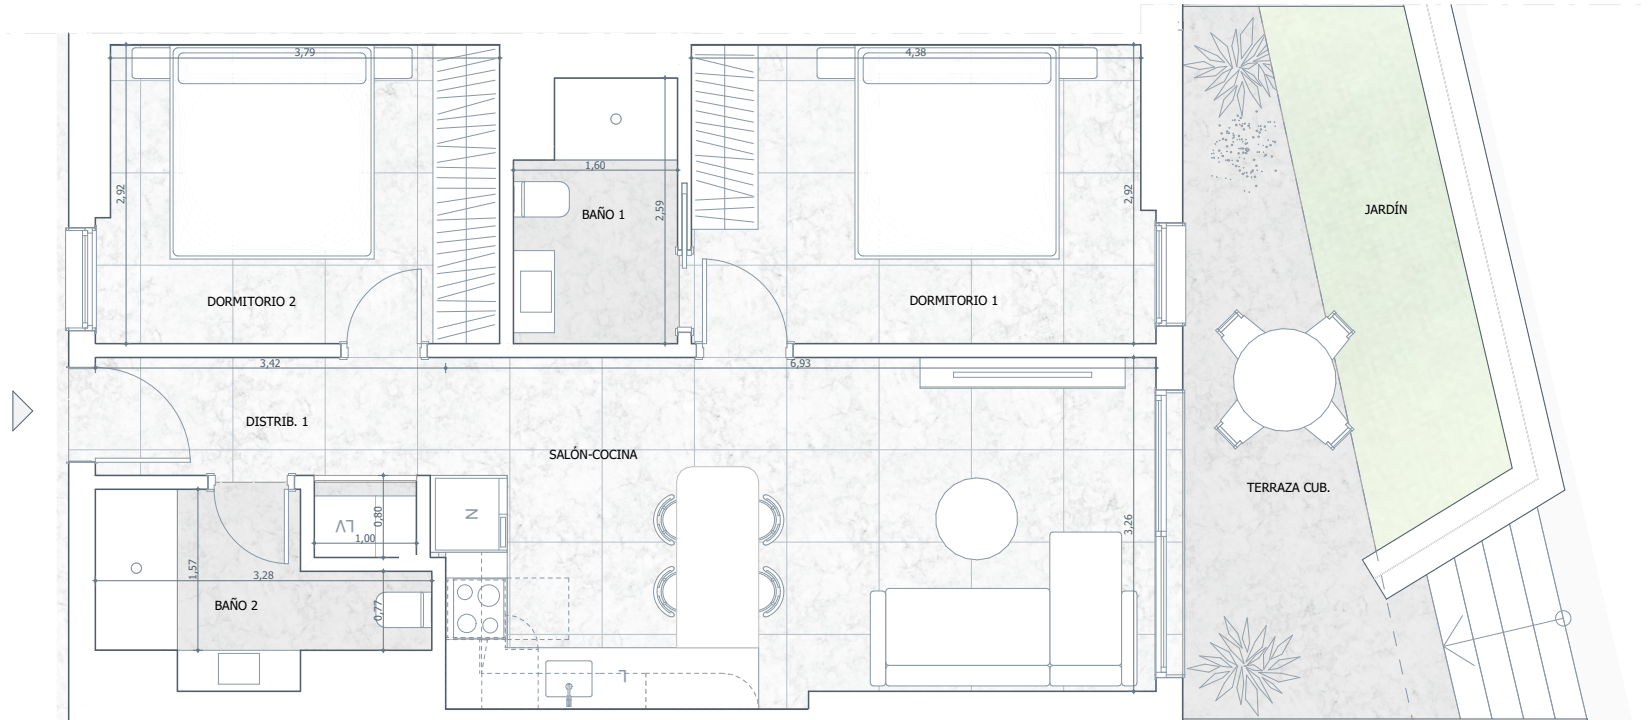 3,79
4,38
1,60
2,92
2,59
BAÑO 1
2,92
JARDÍN
DORMITORIO 2
DORMITORIO 1
3,42
6,93
DISTRIB. 1
SALÓN-COCINA
TERRAZA CUB.
N
LV
0,80
1,00
3,26
1,57
3,28
BAÑO 2
0,77
L